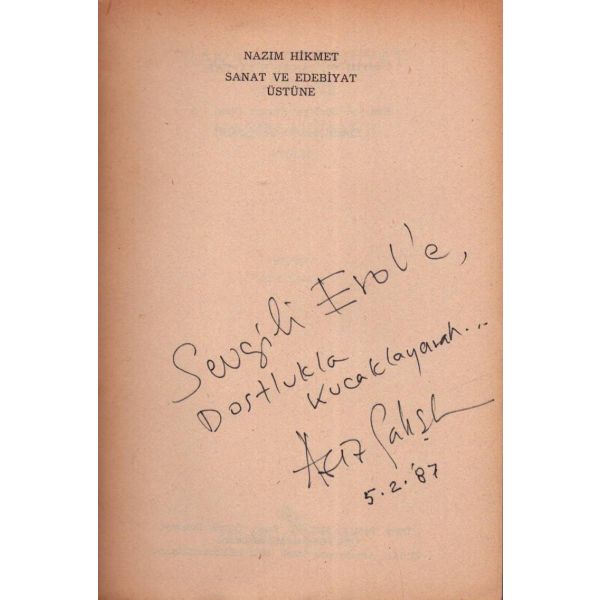 NAZIM HİKMET
SANAT VE EDEBİYAT
ÜSTÜNE
Sevgili Erol'e,
Dostlukla
Kucaklayarak...
Aziz Çalışlar
5.2.'87